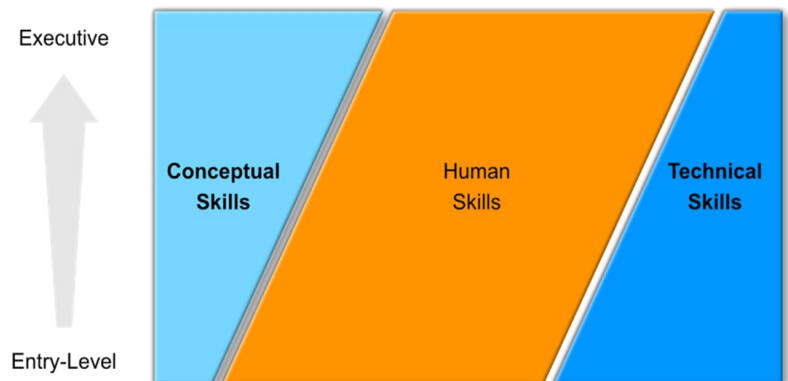 Executive
Conceptual
Skills
Human
Skills
Technical
Skills
Entry-Level